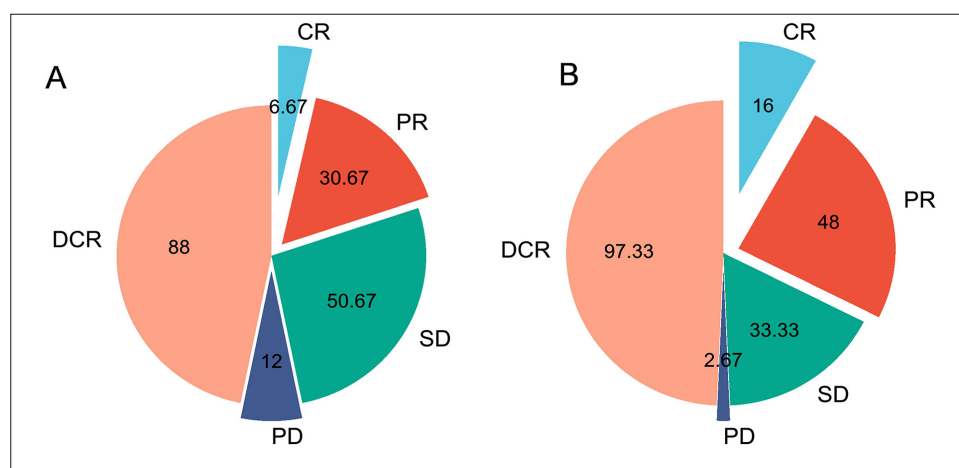 A
CR
6.67
PR
30.67
DCR
88
50.67
SD
12
PD
B
CR
16
PR
48
DCR
97.33
33.33
2.67
SD
PD